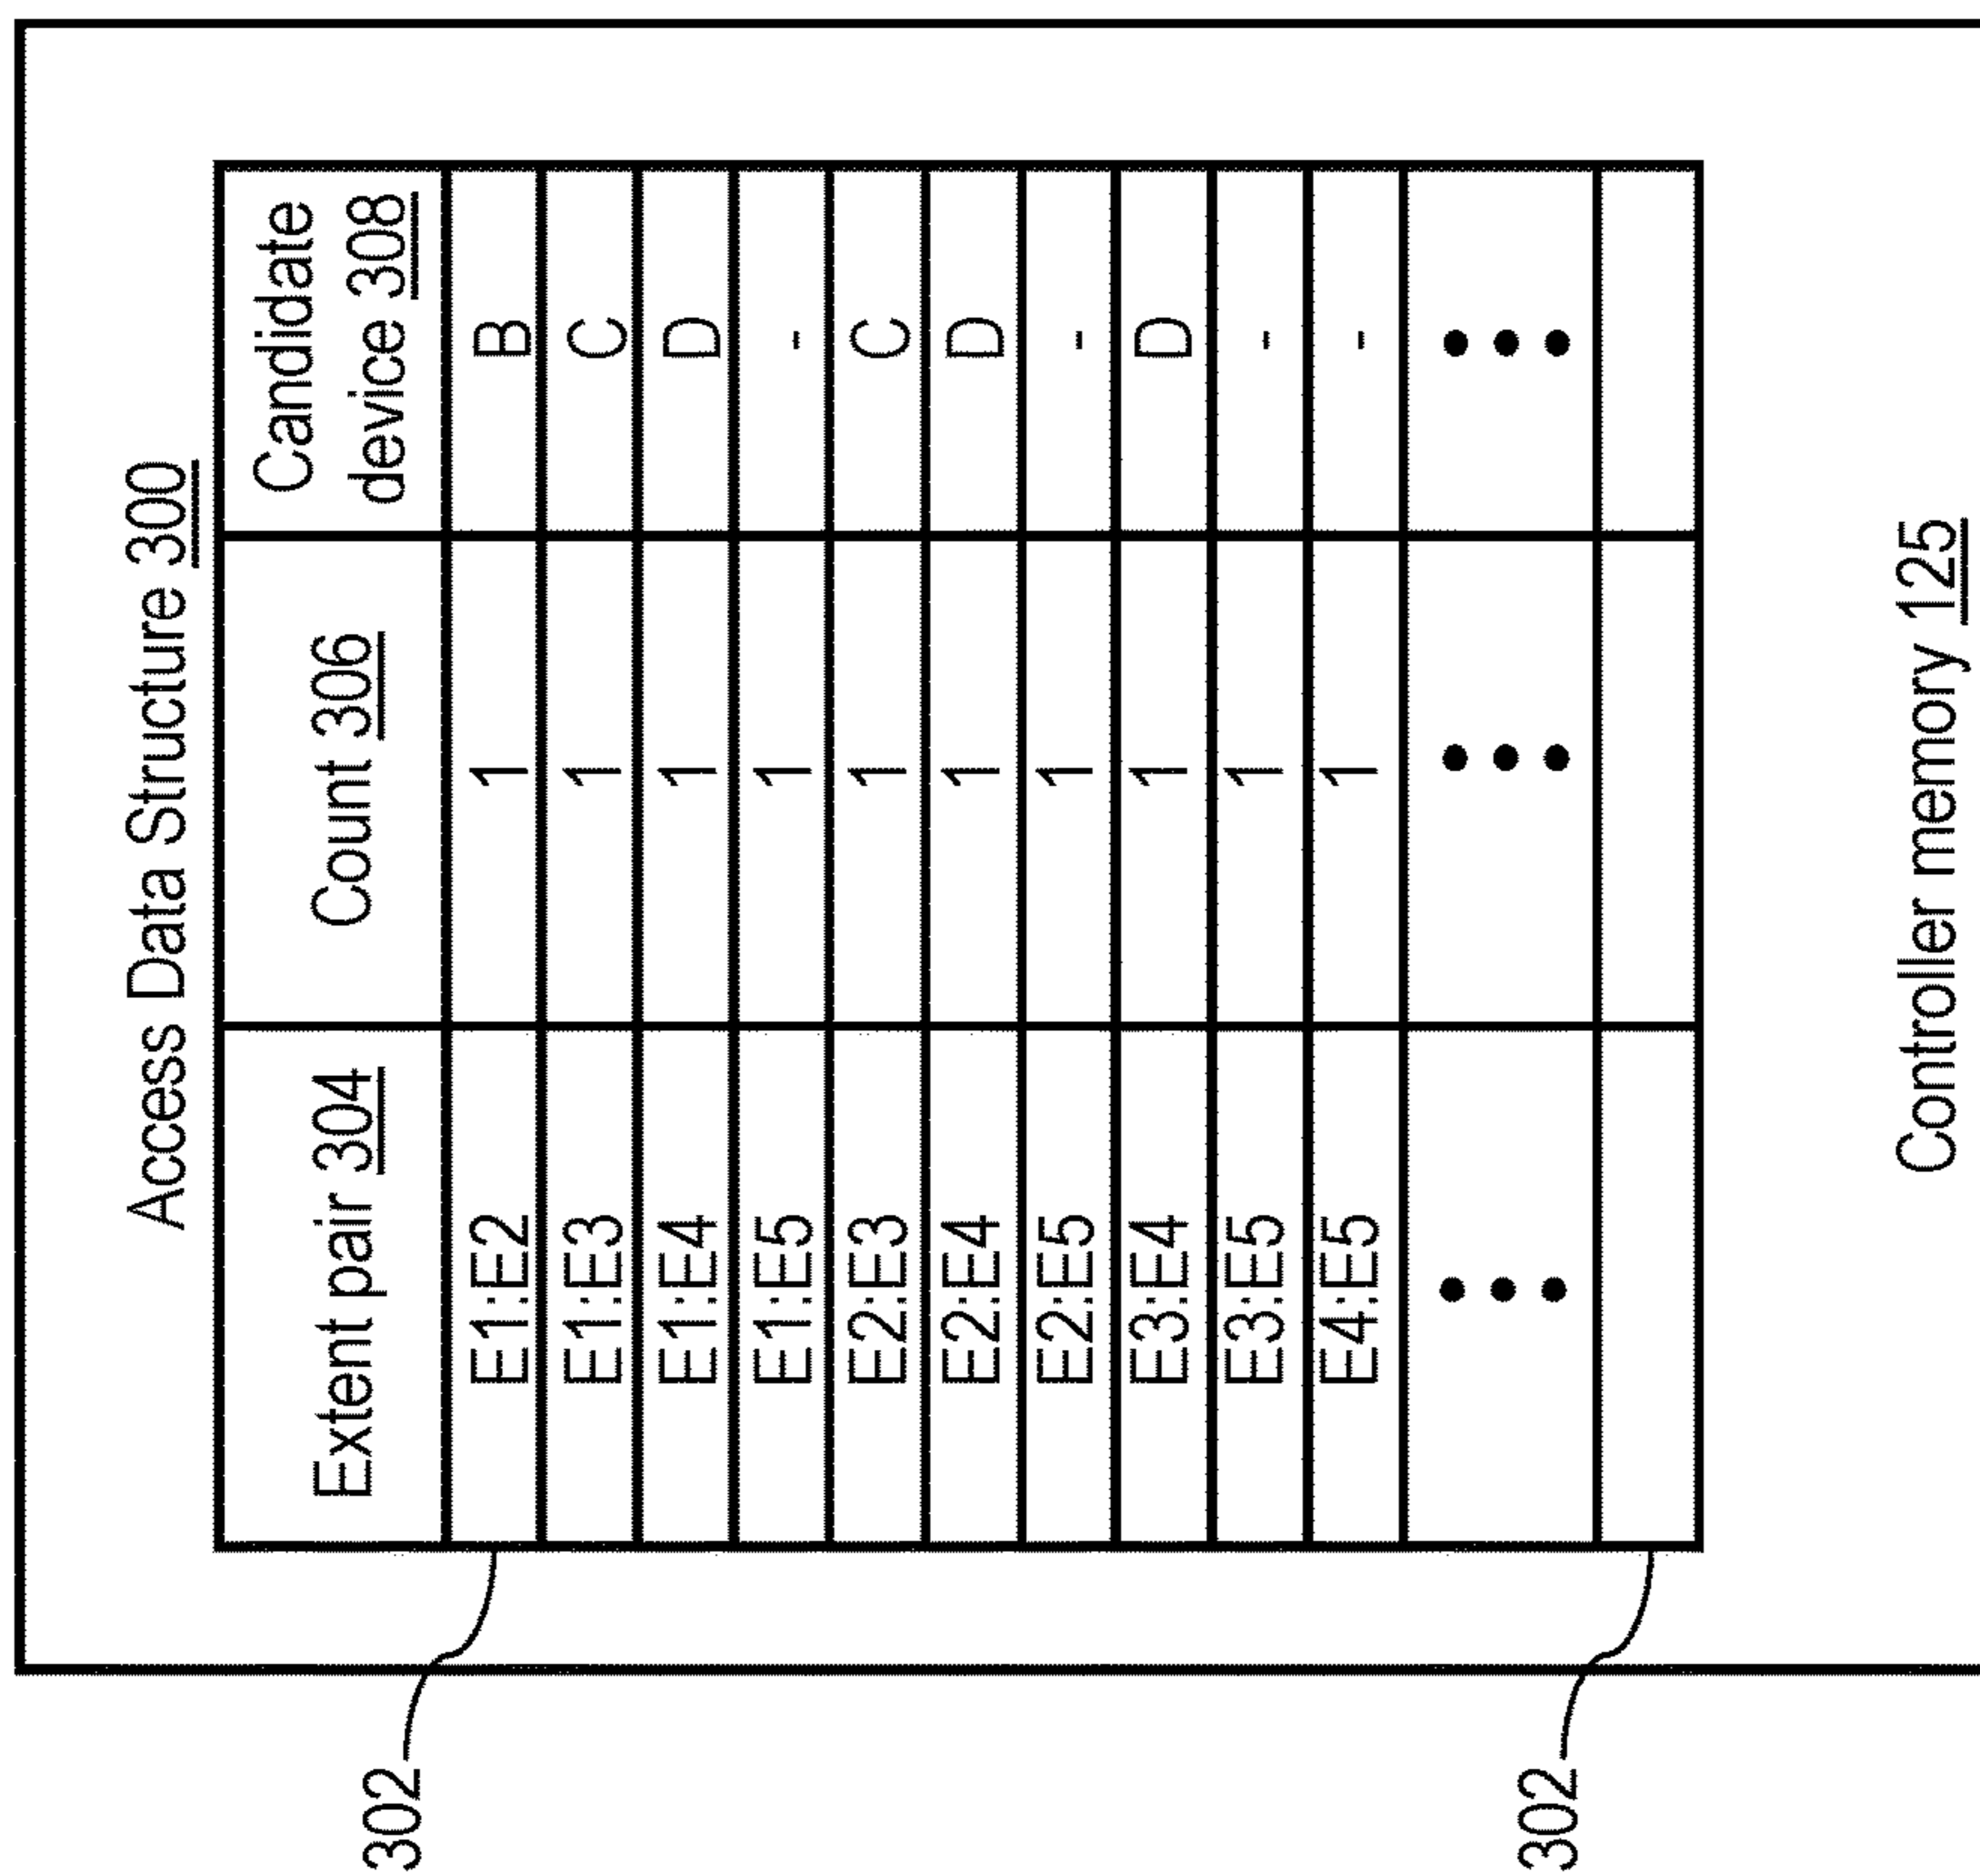 Access Data Structure 300
Extent pair 304 Count 306 Candidate device 308
E1:E2 1 B
E1:E3 1 C
E1:E4 1 D
E1:E5 1 -
E2:E3 1 C
E2:E4 1 D
E2:E5 1 -
E3:E4 1 D
E3:E5 1 -
E4:E5 1 -
302
302
Controller memory 125